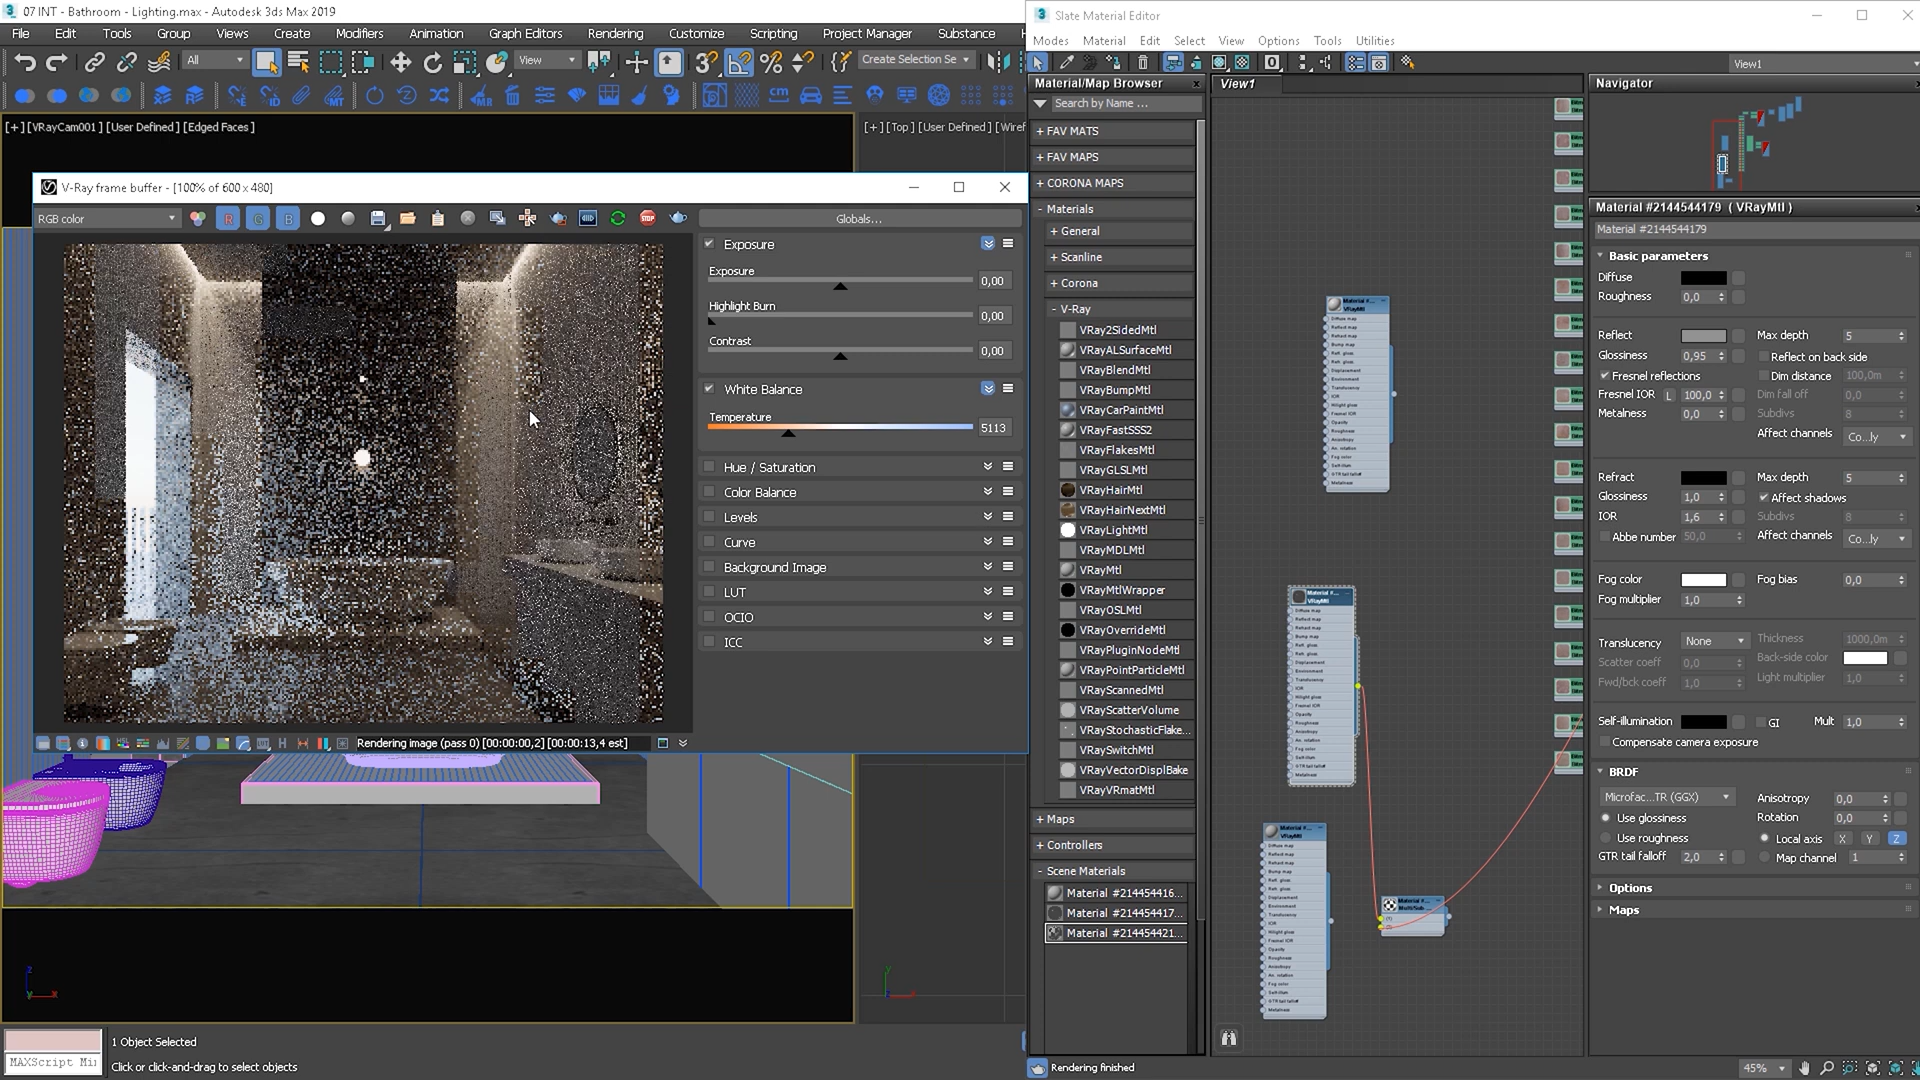 07 INT - Bathroom - Lighting.max - Autodesk 3ds Max 2019
File Edit Tools Group Views Create Modifiers Animation Graph Editors Rendering Customize Scripting Project Manager Substance
All View Create Selection Se
[+] [VRayCam001 ] [User Defined ] [Edged Faces ]
[+] [Top ] [User Defined ] [Wiref
V-Ray frame buffer - [100% of 600 x 480]
RGB color
R G B
STOP
Globals...
Exposure
Exposure
0,00
Highlight Burn
0,00
Contrast
0,00
White Balance
Temperature
5113
Hue / Saturation
Color Balance
Levels
Curve
Background Image
LUT
OCIO
ICC
Rendering image (pass 0) [00:00:00,2] [00:00:13,4 est]
1 Object Selected
MAXScript Mi
Click or click-and-drag to select objects
Slate Material Editor
Modes Material Edit Select View Options Tools Utilities
View1
Material/Map Browser
Search by Name ...
+ FAV MATS
+ FAV MAPS
+ CORONA MAPS
- Materials
+ General
+ Scanline
+ Corona
- V-Ray
VRay2SidedMtl
VRayALSurfaceMtl
VRayBlendMtl
VRayBumpMtl
VRayCarPaintMtl
VRayFastSSS2
VRayFlakesMtl
VRayGLSLMtl
VRayHairMtl
VRayHairNextMtl
VRayLightMtl
VRayMDLMtl
VRayMtl
VRayMtlWrapper
VRayOSLMtl
VRayOverrideMtl
VRayPluginNodeMtl
VRayPointParticleMtl
VRayScannedMtl
VRayScatterVolume
VRayStochasticFlake...
VRaySwitchMtl
VRayVectorDisplBake
VRayVRmatMtl
+ Maps
+ Controllers
- Scene Materials
Material #214454416...
Material #214454417...
Material #214454421...
Rendering finished
View1
Navigator
Material #2144544179 ( VRayMtl )
Material #2144544179
Basic parameters
Diffuse
Roughness 0,0
Reflect Max depth 5
Glossiness 0,95 Reflect on back side
Fresnel reflections Dim distance 100,0m
Fresnel IOR L 100,0 Dim fall off 0,0
Metalness 0,0 Subdivs 8
Affect channels Co...ly
Refract Max depth 5
Glossiness 1,0 Affect shadows
IOR 1,6 Subdivs 8
Abbe number 50,0 Affect channels Co...ly
Fog color Fog bias 0,0
Fog multiplier 1,0
Translucency None Thickness 1000,0m
Scatter coeff 0,0 Back-side color
Fwd/bck coeff 1,0 Light multiplier 1,0
Self-illumination GI Mult 1,0
Compensate camera exposure
BRDF
Microfac...TR (GGX) Anisotropy 0,0
Use glossiness Rotation 0,0
Use roughness Local axis X Y Z
GTR tail falloff 2,0 Map channel 1
Options
Maps
45%